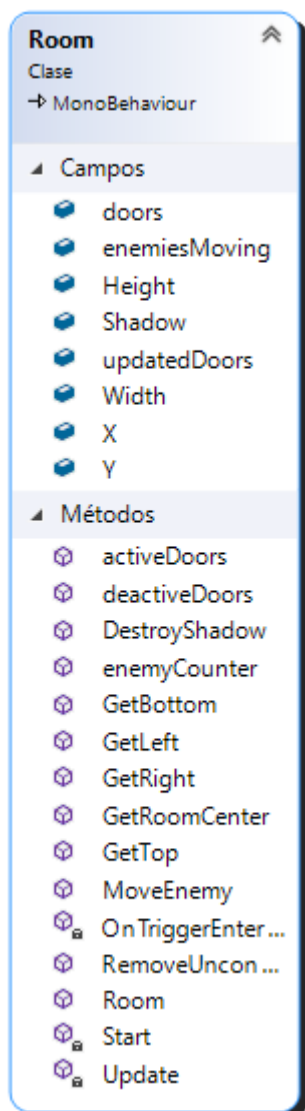 Room
Clase
MonoBehaviour
Campos
doors
enemiesMoving
Height
Shadow
updatedDoors
Width
X
Y
Métodos
activeDoors
deactiveDoors
DestroyShadow
enemyCounter
GetBottom
GetLeft
GetRight
GetRoomCenter
GetTop
MoveEnemy
OnTriggerEnter...
RemoveUncon...
Room
Start
Update